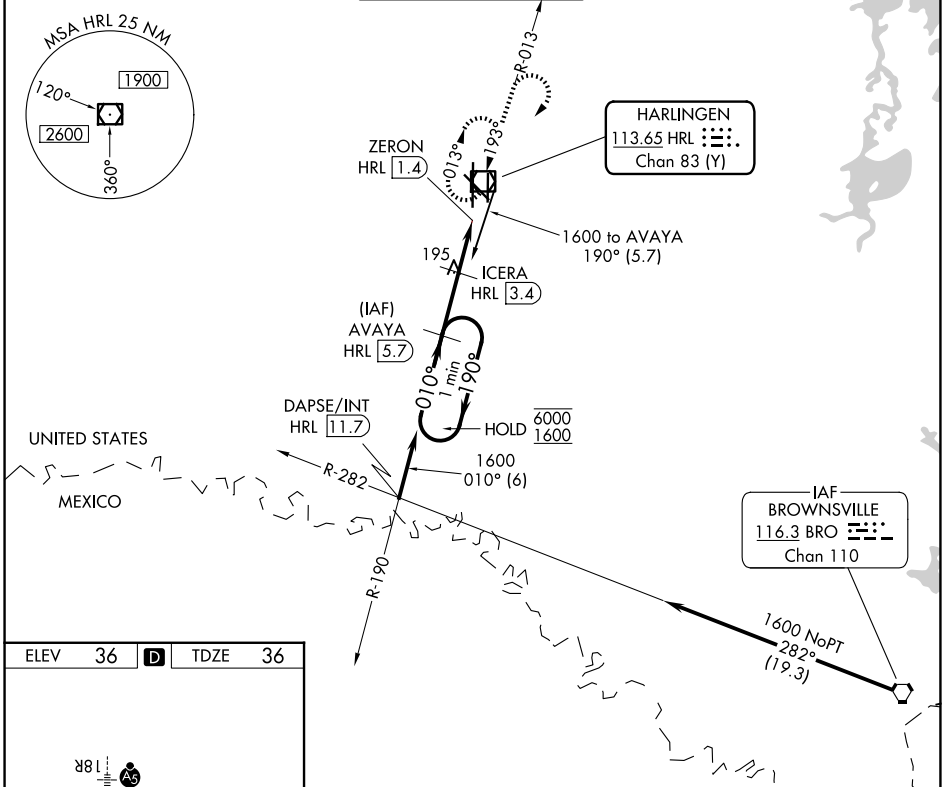 MSA HRL 25 NM
1900
120°
2600
360°
R-013
HARLINGEN
113.65 HRL
Chan 83 (Y)
ZERON
HRL 1.4
013°
193°
1600 to AVAYA
190° (5.7)
195
ICERA
HRL 3.4
(IAF)
AVAYA
HRL 5.7
010°
1 min
190°
DAPSE/INT
HRL 11.7
HOLD 6000
1600
1600
010° (6)
UNITED STATES
MEXICO
R-282
R-190
IAF
BROWNSVILLE
116.3 BRO
Chan 110
1600 NoPT
282°
(19.3)
ELEV 36 D TDZE 36
18R
A5